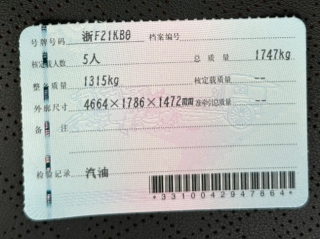 号牌号码 浙F21KB0 档案编号
核定载人数 5人 总质量 1747kg
整备质量 1315kg 核定载质量 --
外廓尺寸 4664×1786×1472mm 准牵引总质量 --
备注
检验记录 汽油
*3310042947864*